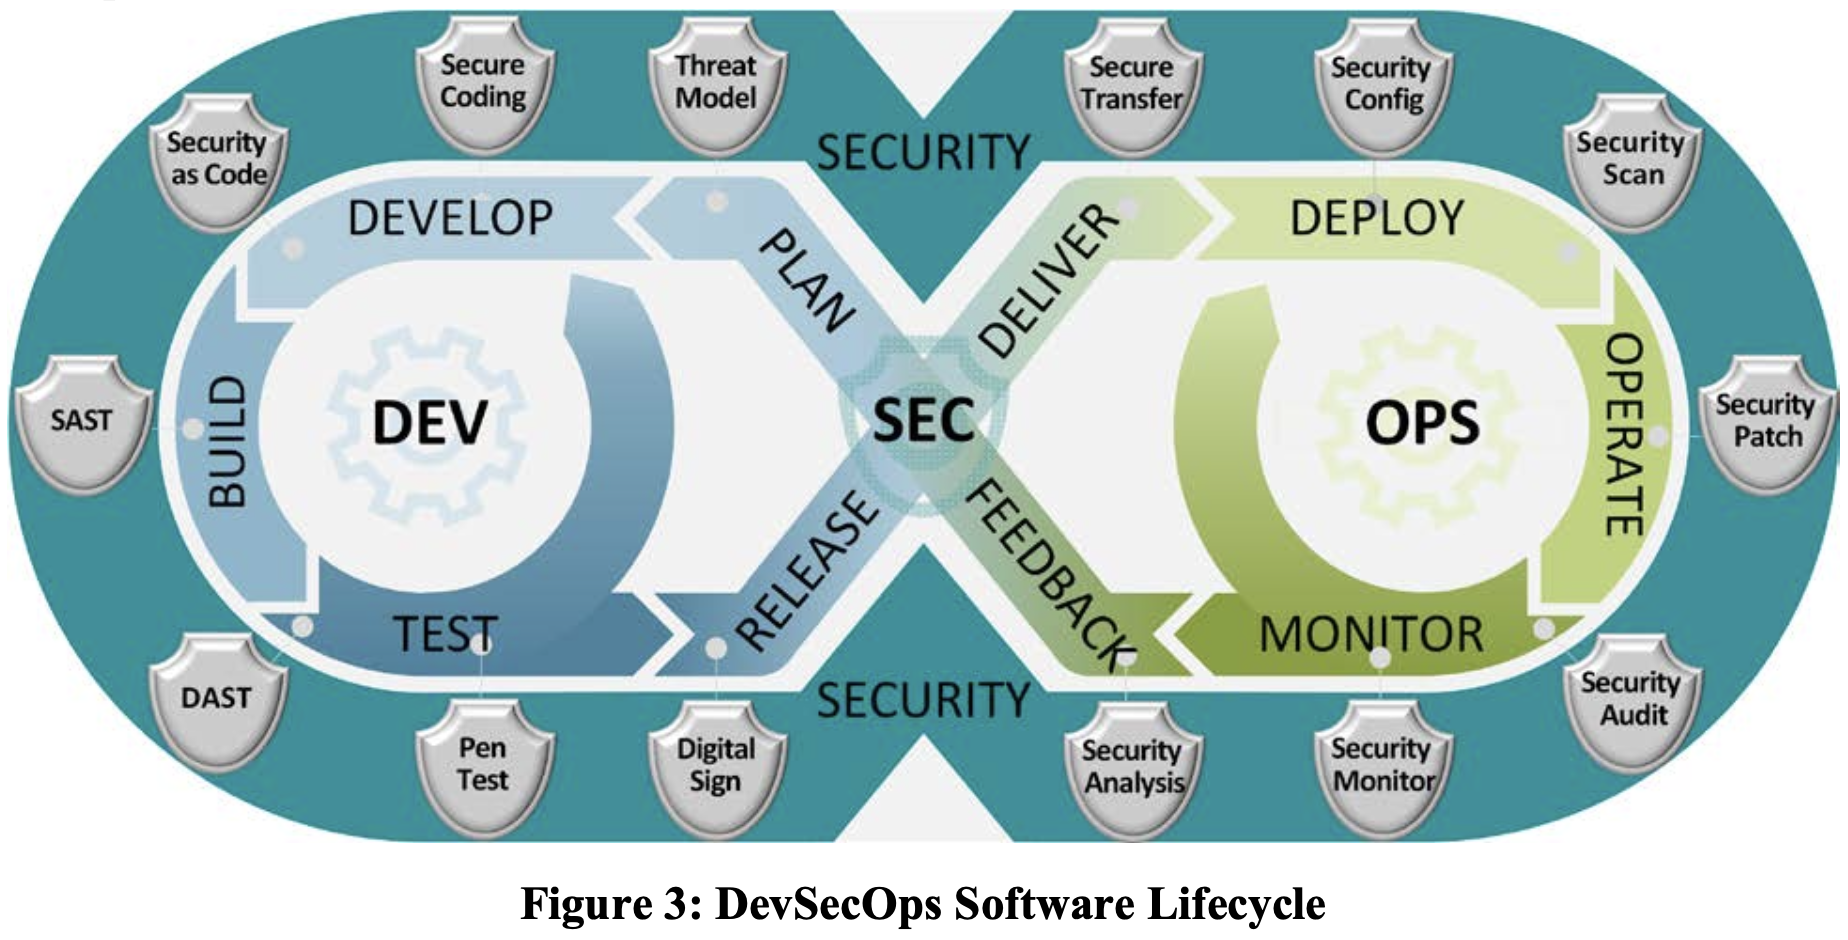 Secure
Coding
Threat
Model
Secure
Transfer
Security
Config
Security
as Code
Security
Scan
SECURITY
DEVELOP
PLAN
DELIVER
DEPLOY
SAST
BUILD
DEV
SEC
OPS
OPERATE
Security
Patch
TEST
RELEASE
FEEDBACK
MONITOR
DAST
Security
Audit
SECURITY
Pen
Test
Digital
Sign
Security
Analysis
Security
Monitor
Figure 3: DevSecOps Software Lifecycle